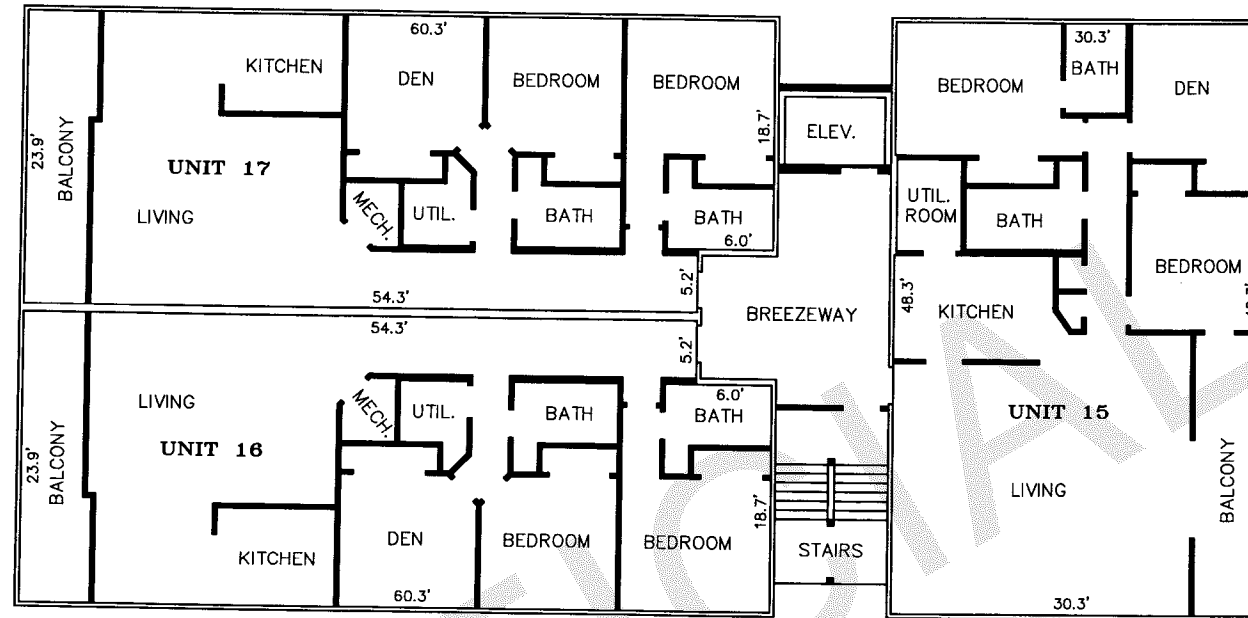 60.3'
KITCHEN
DEN
BEDROOM
BEDROOM
18.7'
23.9'
BALCONY
UNIT 17
LIVING
MECH.
UTIL.
BATH
BATH
6.0'
5.2'
54.3'
54.3'
5.2'
6.0'
LIVING
MECH.
UTIL.
BATH
BATH
UNIT 16
23.9'
BALCONY
KITCHEN
DEN
BEDROOM
BEDROOM
18.7'
60.3'
ELEV.
BREEZEWAY
STAIRS
30.3'
BEDROOM
BATH
DEN
UTIL.
ROOM
BATH
BEDROOM
48.3'
KITCHEN
UNIT 15
LIVING
BALCONY
30.3'
CIAL